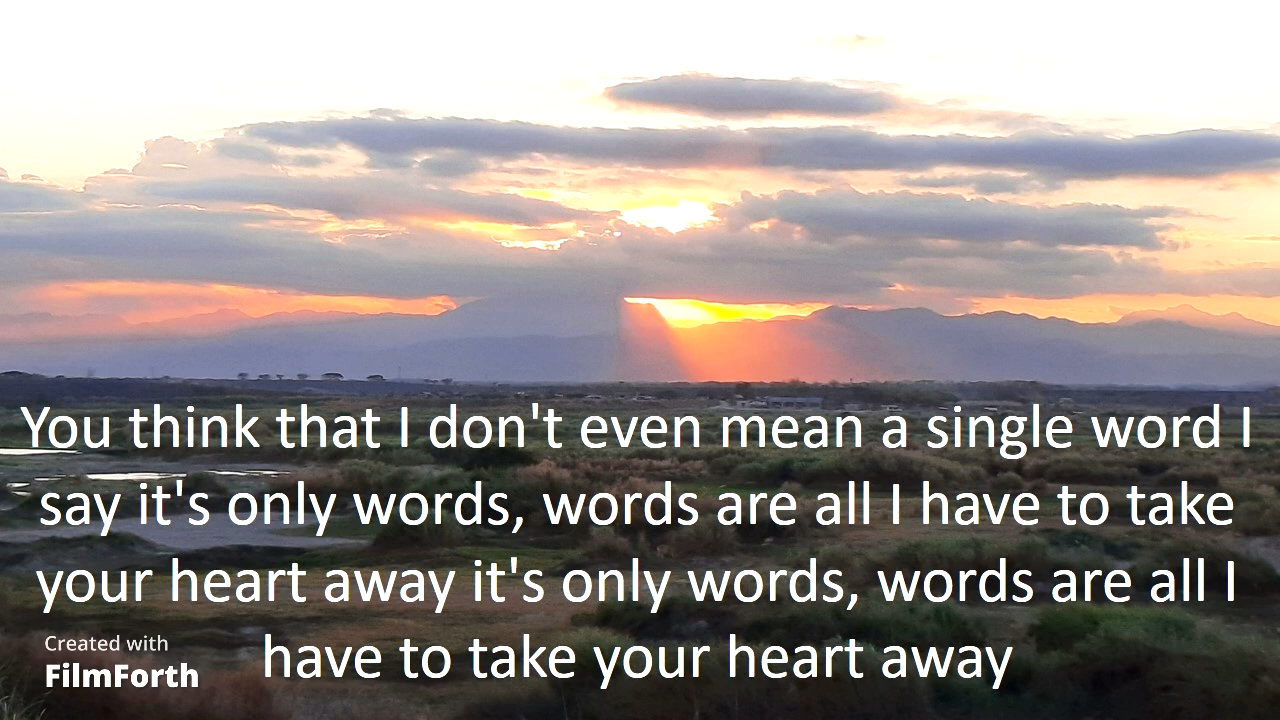 You think that I don't even mean a single word I
say it's only words, words are all I have to take
your heart away it's only words, words are all I
have to take your heart away
Created with
FilmForth